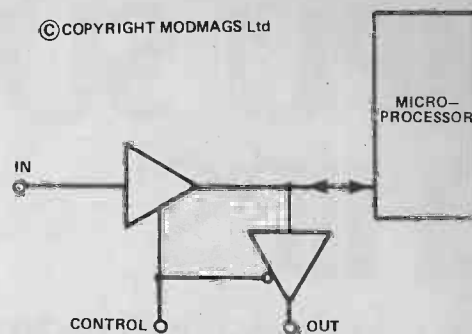 ©COPYRIGHT MODMAGS Ltd
MICRO-
PROCESSOR
IN
CONTROL
OUT